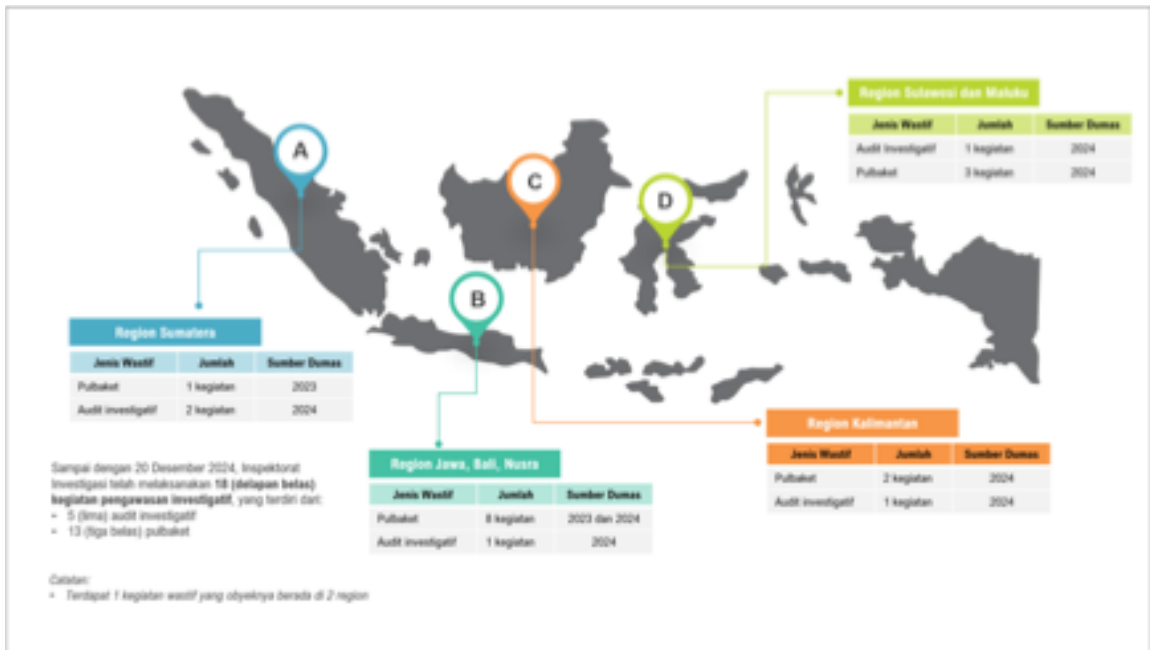 A
B
C
D
Region Sulawesi dan Maluku
Jenis Wastif Jumlah Sumber Dumas
Audit Investigatif 1 kegiatan 2024
Pulbaket 3 kegiatan 2024
Region Sumatera
Jenis Wastif Jumlah Sumber Dumas
Pulbaket 1 kegiatan 2023
Audit investigatif 2 kegiatan 2024
Region Kalimantan
Jenis Wastif Jumlah Sumber Dumas
Pulbaket 2 kegiatan 2024
Audit investigatif 1 kegiatan 2024
Region Jawa, Bali, Nusra
Jenis Wastif Jumlah Sumber Dumas
Pulbaket 8 kegiatan 2023 dan 2024
Audit investigatif 1 kegiatan 2024
Sampai dengan 20 Desember 2024, Inspektorat
Investigasi telah melaksanakan 18 (delapan belas)
kegiatan pengawasan investigatif, yang terdiri dari:
- 5 (lima) audit investigatif
- 13 (tiga belas) pulbaket
Catatan:
• Terdapat 1 kegiatan wastif yang obyeknya berada di 2 region